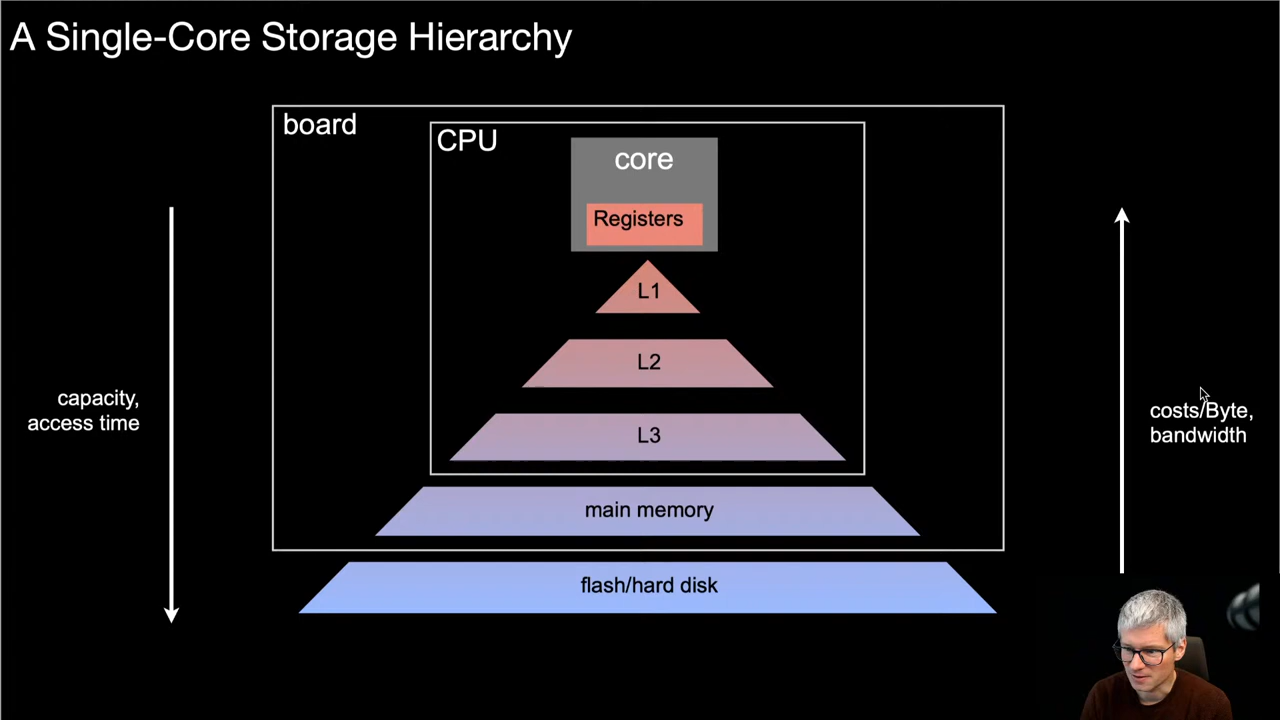 A Single-Core Storage Hierarchy
board
CPU
core
Registers
L1
L2
L3
main memory
flash/hard disk
capacity,
access time
costs/Byte,
bandwidth